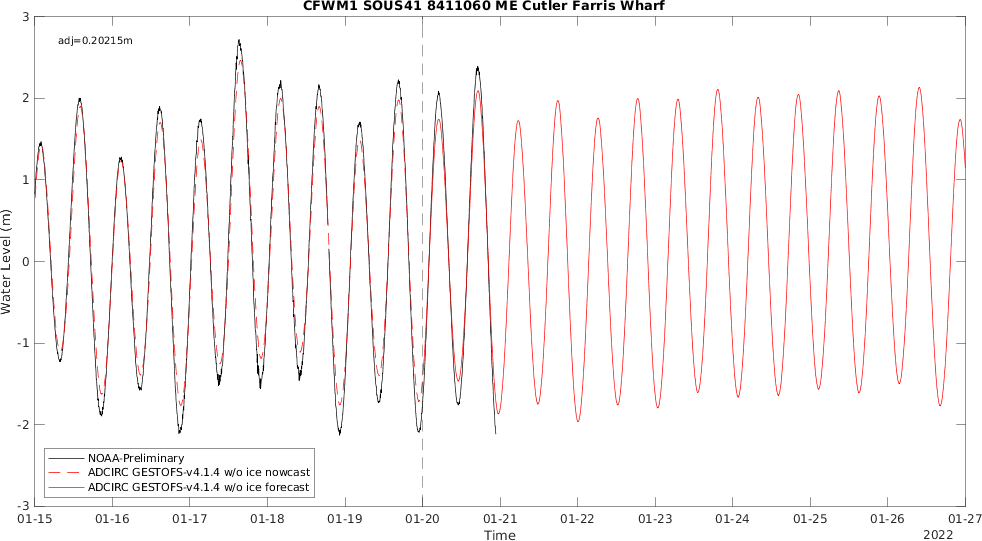 CFWM1 SOUS41 8411060 ME Cutler Farris Wharf
adj=0.20215m
3
2
1
0
-1
-2
-3
Water Level (m)
NOAA-Preliminary
ADCIRC GESTOFS-v4.1.4 w/o ice nowcast
ADCIRC GESTOFS-v4.1.4 w/o ice forecast
01-15 01-16 01-17 01-18 01-19 01-20 01-21 01-22 01-23 01-24 01-25 01-26 01-27
Time
2022